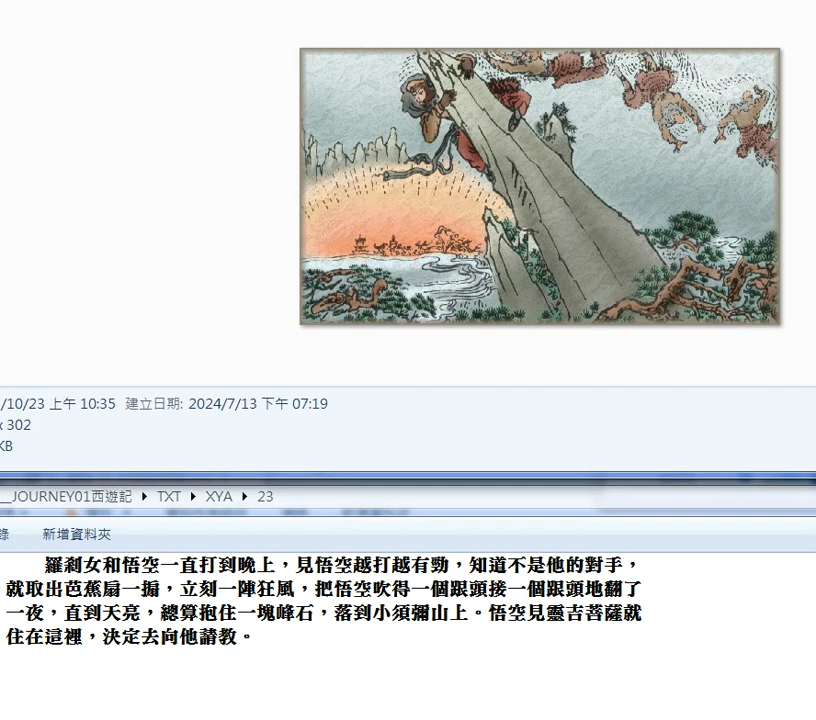 /10/23 上午 10:35 建立日期: 2024/7/13 下午 07:19
x 302
KB
__JOURNEY01西遊記 ▸ TXT ▸ XYA ▸ 23
錄 新增資料夾
羅剎女和悟空一直打到晚上，見悟空越打越有勁，知道不是他的對手，
就取出芭蕉扇一搧，立刻一陣狂風，把悟空吹得一個跟頭接一個跟頭地翻了
一夜，直到天亮，總算抱住一塊峰石，落到小須彌山上。悟空見靈吉菩薩就
住在這裡，決定去向他請教。